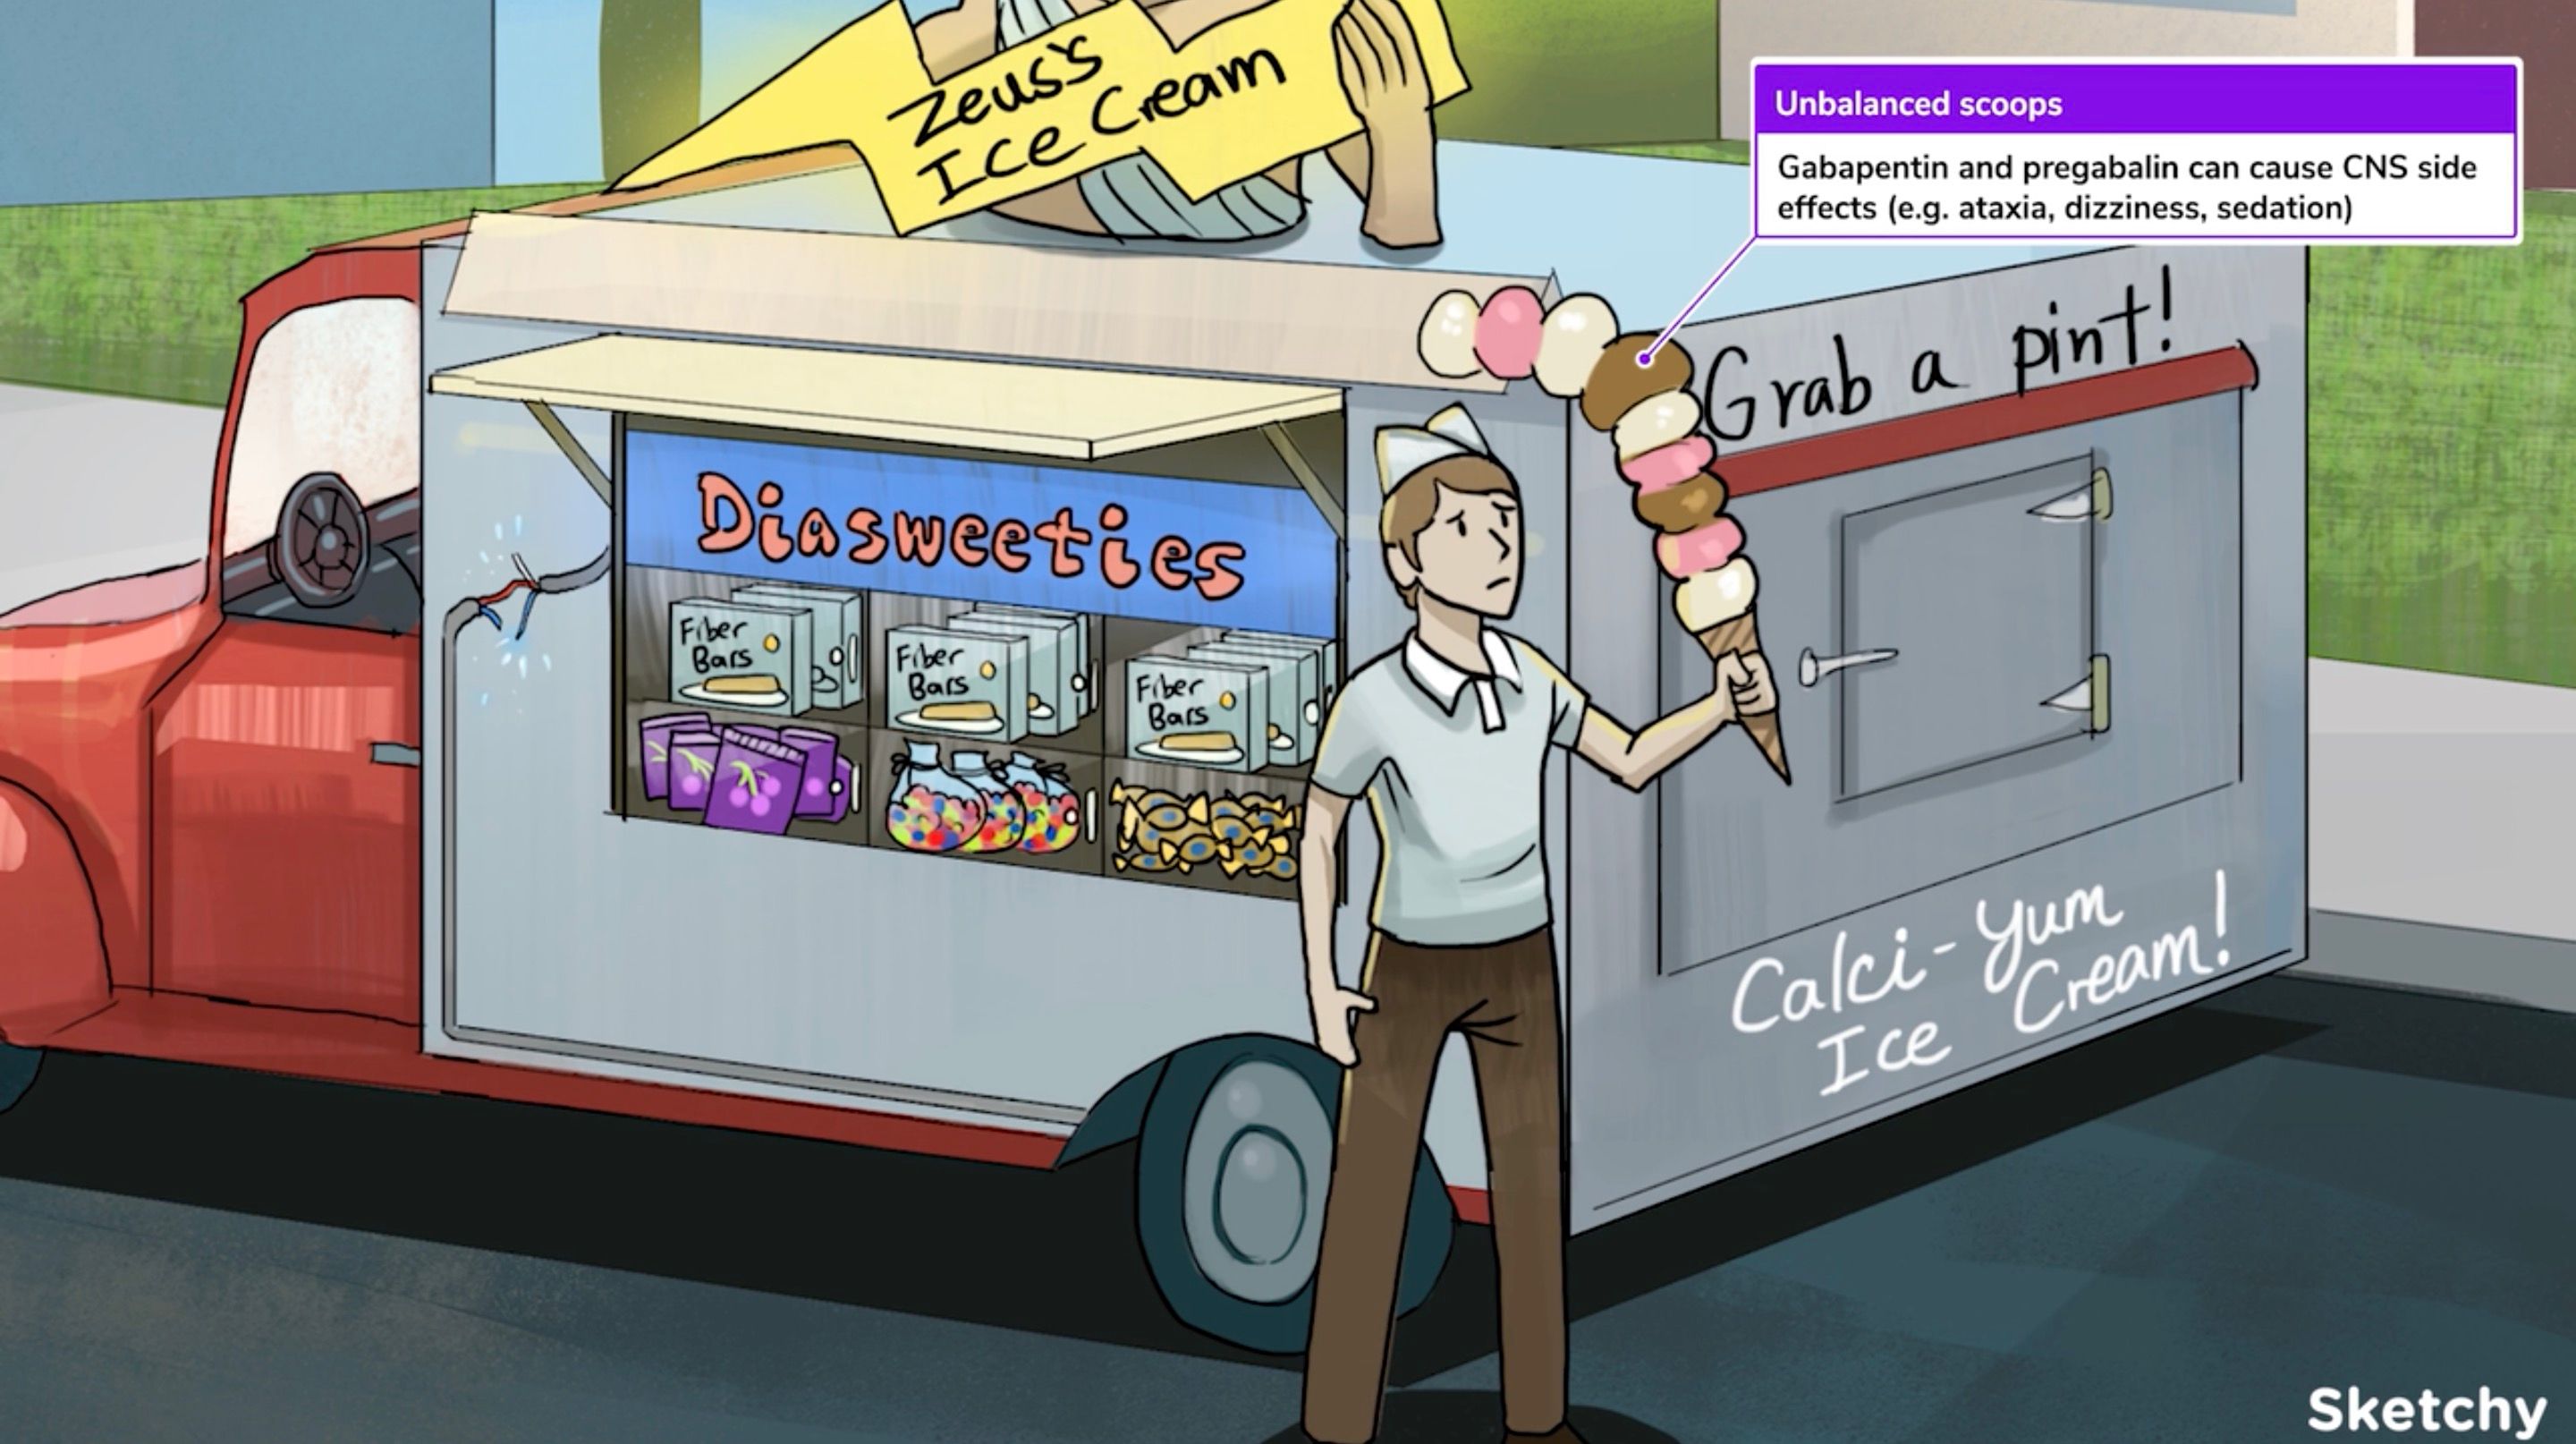 Zeus's
Ice Cream
Unbalanced scoops
Gabapentin and pregabalin can cause CNS side
effects (e.g. ataxia, dizziness, sedation)
Grab a pint!
Diasweeties
Fiber
Bars
Fiber
Bars
Fiber
Bars
Calci-Yum
Ice Cream!
Sketchy